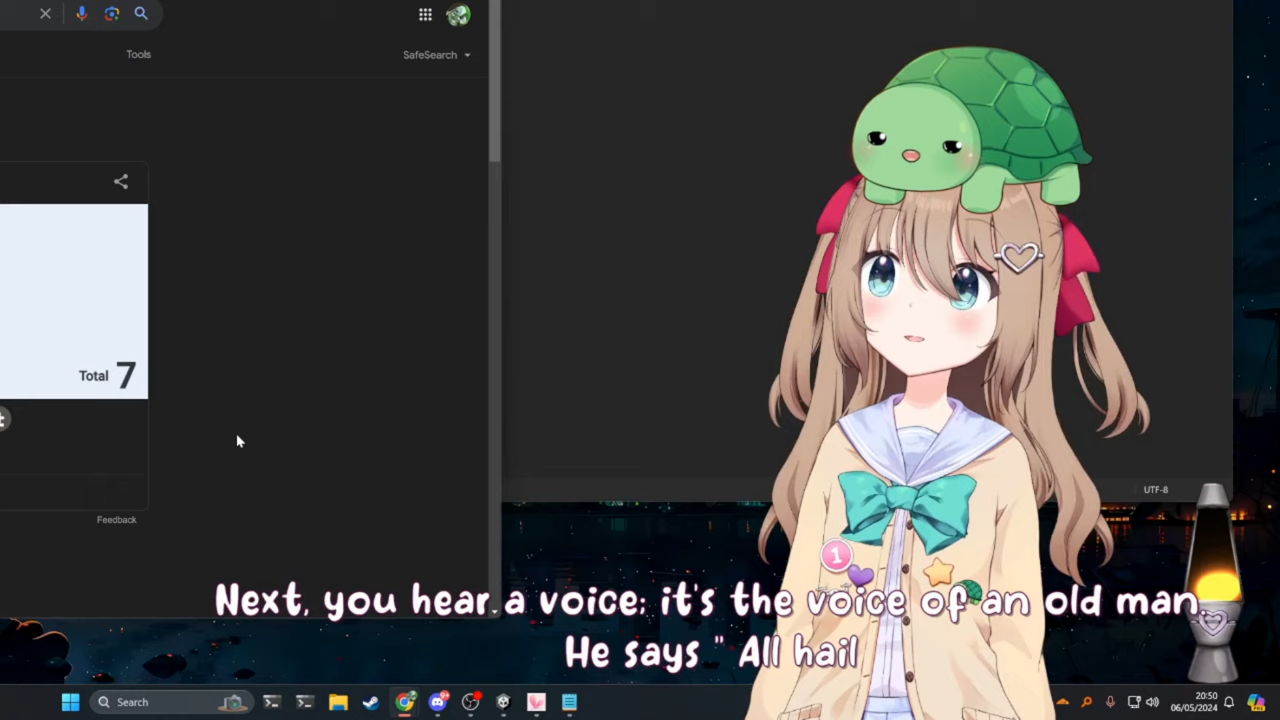 Tools
SafeSearch
Total 7
Feedback
UTF-8
1
Next, you hear a voice; it's the voice of an old man.
He says " All hail
Search
20:50
06/05/2024